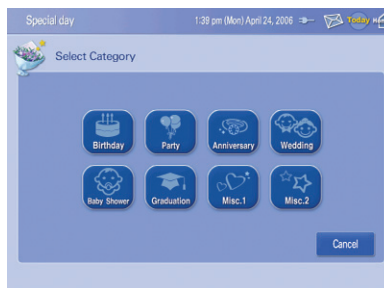 Special day 1:39 pm (Mon) April 24, 2006 Today
Select Category
Birthday Party Anniversary Wedding
Baby Shower Graduation Misc.1 Misc.2
Cancel